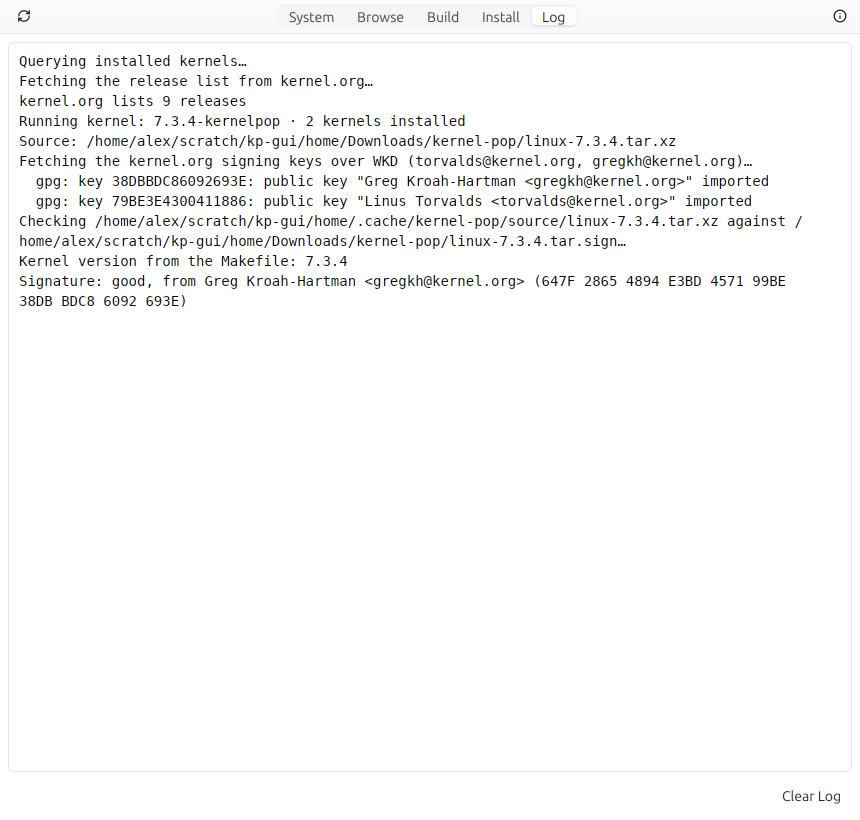 System Browse Build Install Log
Querying installed kernels…
Fetching the release list from kernel.org…
kernel.org lists 9 releases
Running kernel: 7.3.4-kernelpop · 2 kernels installed
Source: /home/alex/scratch/kp-gui/home/Downloads/kernel-pop/linux-7.3.4.tar.xz
Fetching the kernel.org signing keys over WKD (torvalds@kernel.org, gregkh@kernel.org)…
  gpg: key 38DBBDC86092693E: public key "Greg Kroah-Hartman <gregkh@kernel.org>" imported
  gpg: key 79BE3E4300411886: public key "Linus Torvalds <torvalds@kernel.org>" imported
Checking /home/alex/scratch/kp-gui/home/.cache/kernel-pop/source/linux-7.3.4.tar.xz against /
home/alex/scratch/kp-gui/home/Downloads/kernel-pop/linux-7.3.4.tar.sign…
Kernel version from the Makefile: 7.3.4
Signature: good, from Greg Kroah-Hartman <gregkh@kernel.org> (647F 2865 4894 E3BD 4571 99BE
38DB BDC8 6092 693E)
Clear Log